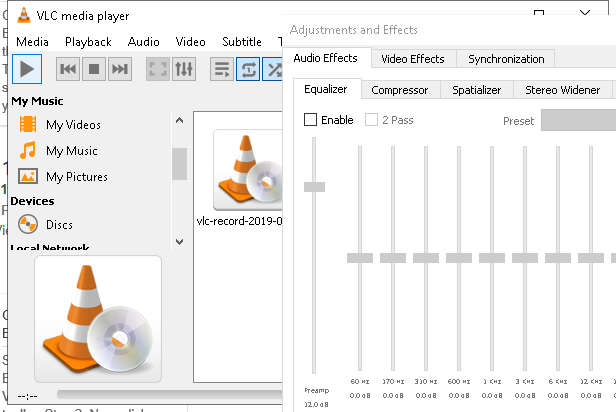 VLC media player
Media Playback Audio Video Subtitle
Adjustments and Effects
Audio Effects Video Effects Synchronization
Equalizer Compressor Spatializer Stereo Widener
Enable 2 Pass Preset
My Music
My Videos
My Music
My Pictures
Devices
Discs
Local Network
vlc-record-2019-0
--:--
Preamp 60 Hz 170 Hz 310 Hz 600 Hz 1 KHz 3 KHz 6 KHz 12 KHz
12.0 dB 0.0 dB 0.0 dB 0.0 dB 0.0 dB 0.0 dB 0.0 dB 0.0 dB 0.0 dB